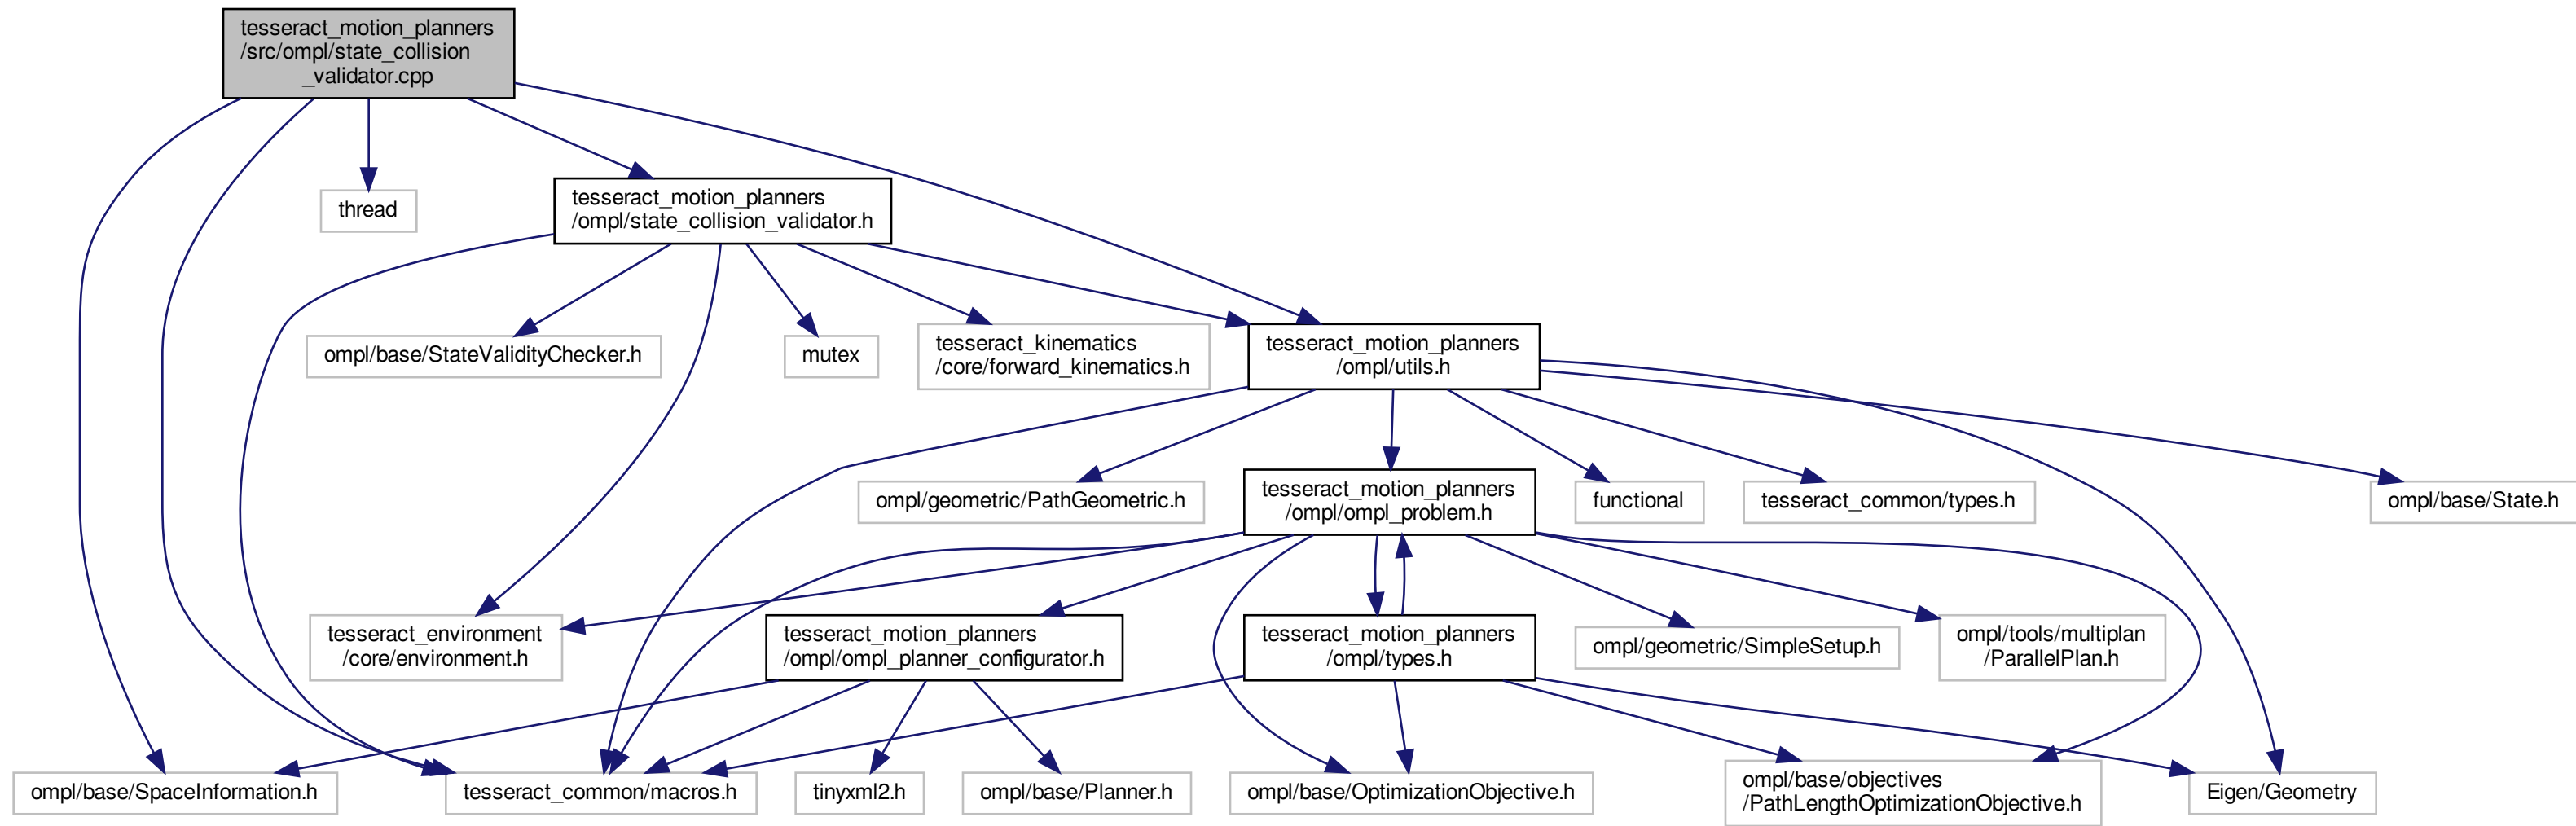 tesseract_motion_planners
/src/ompl/state_collision
_validator.cpp
thread
tesseract_motion_planners
/ompl/state_collision_validator.h
ompl/base/StateValidityChecker.h
mutex
tesseract_kinematics
/core/forward_kinematics.h
tesseract_motion_planners
/ompl/utils.h
ompl/geometric/PathGeometric.h
tesseract_motion_planners
/ompl/ompl_problem.h
functional
tesseract_common/types.h
ompl/base/State.h
tesseract_environment
/core/environment.h
tesseract_motion_planners
/ompl/ompl_planner_configurator.h
tesseract_motion_planners
/ompl/types.h
ompl/geometric/SimpleSetup.h
ompl/tools/multiplan
/ParallelPlan.h
ompl/base/SpaceInformation.h
tesseract_common/macros.h
tinyxml2.h
ompl/base/Planner.h
ompl/base/OptimizationObjective.h
ompl/base/objectives
/PathLengthOptimizationObjective.h
Eigen/Geometry